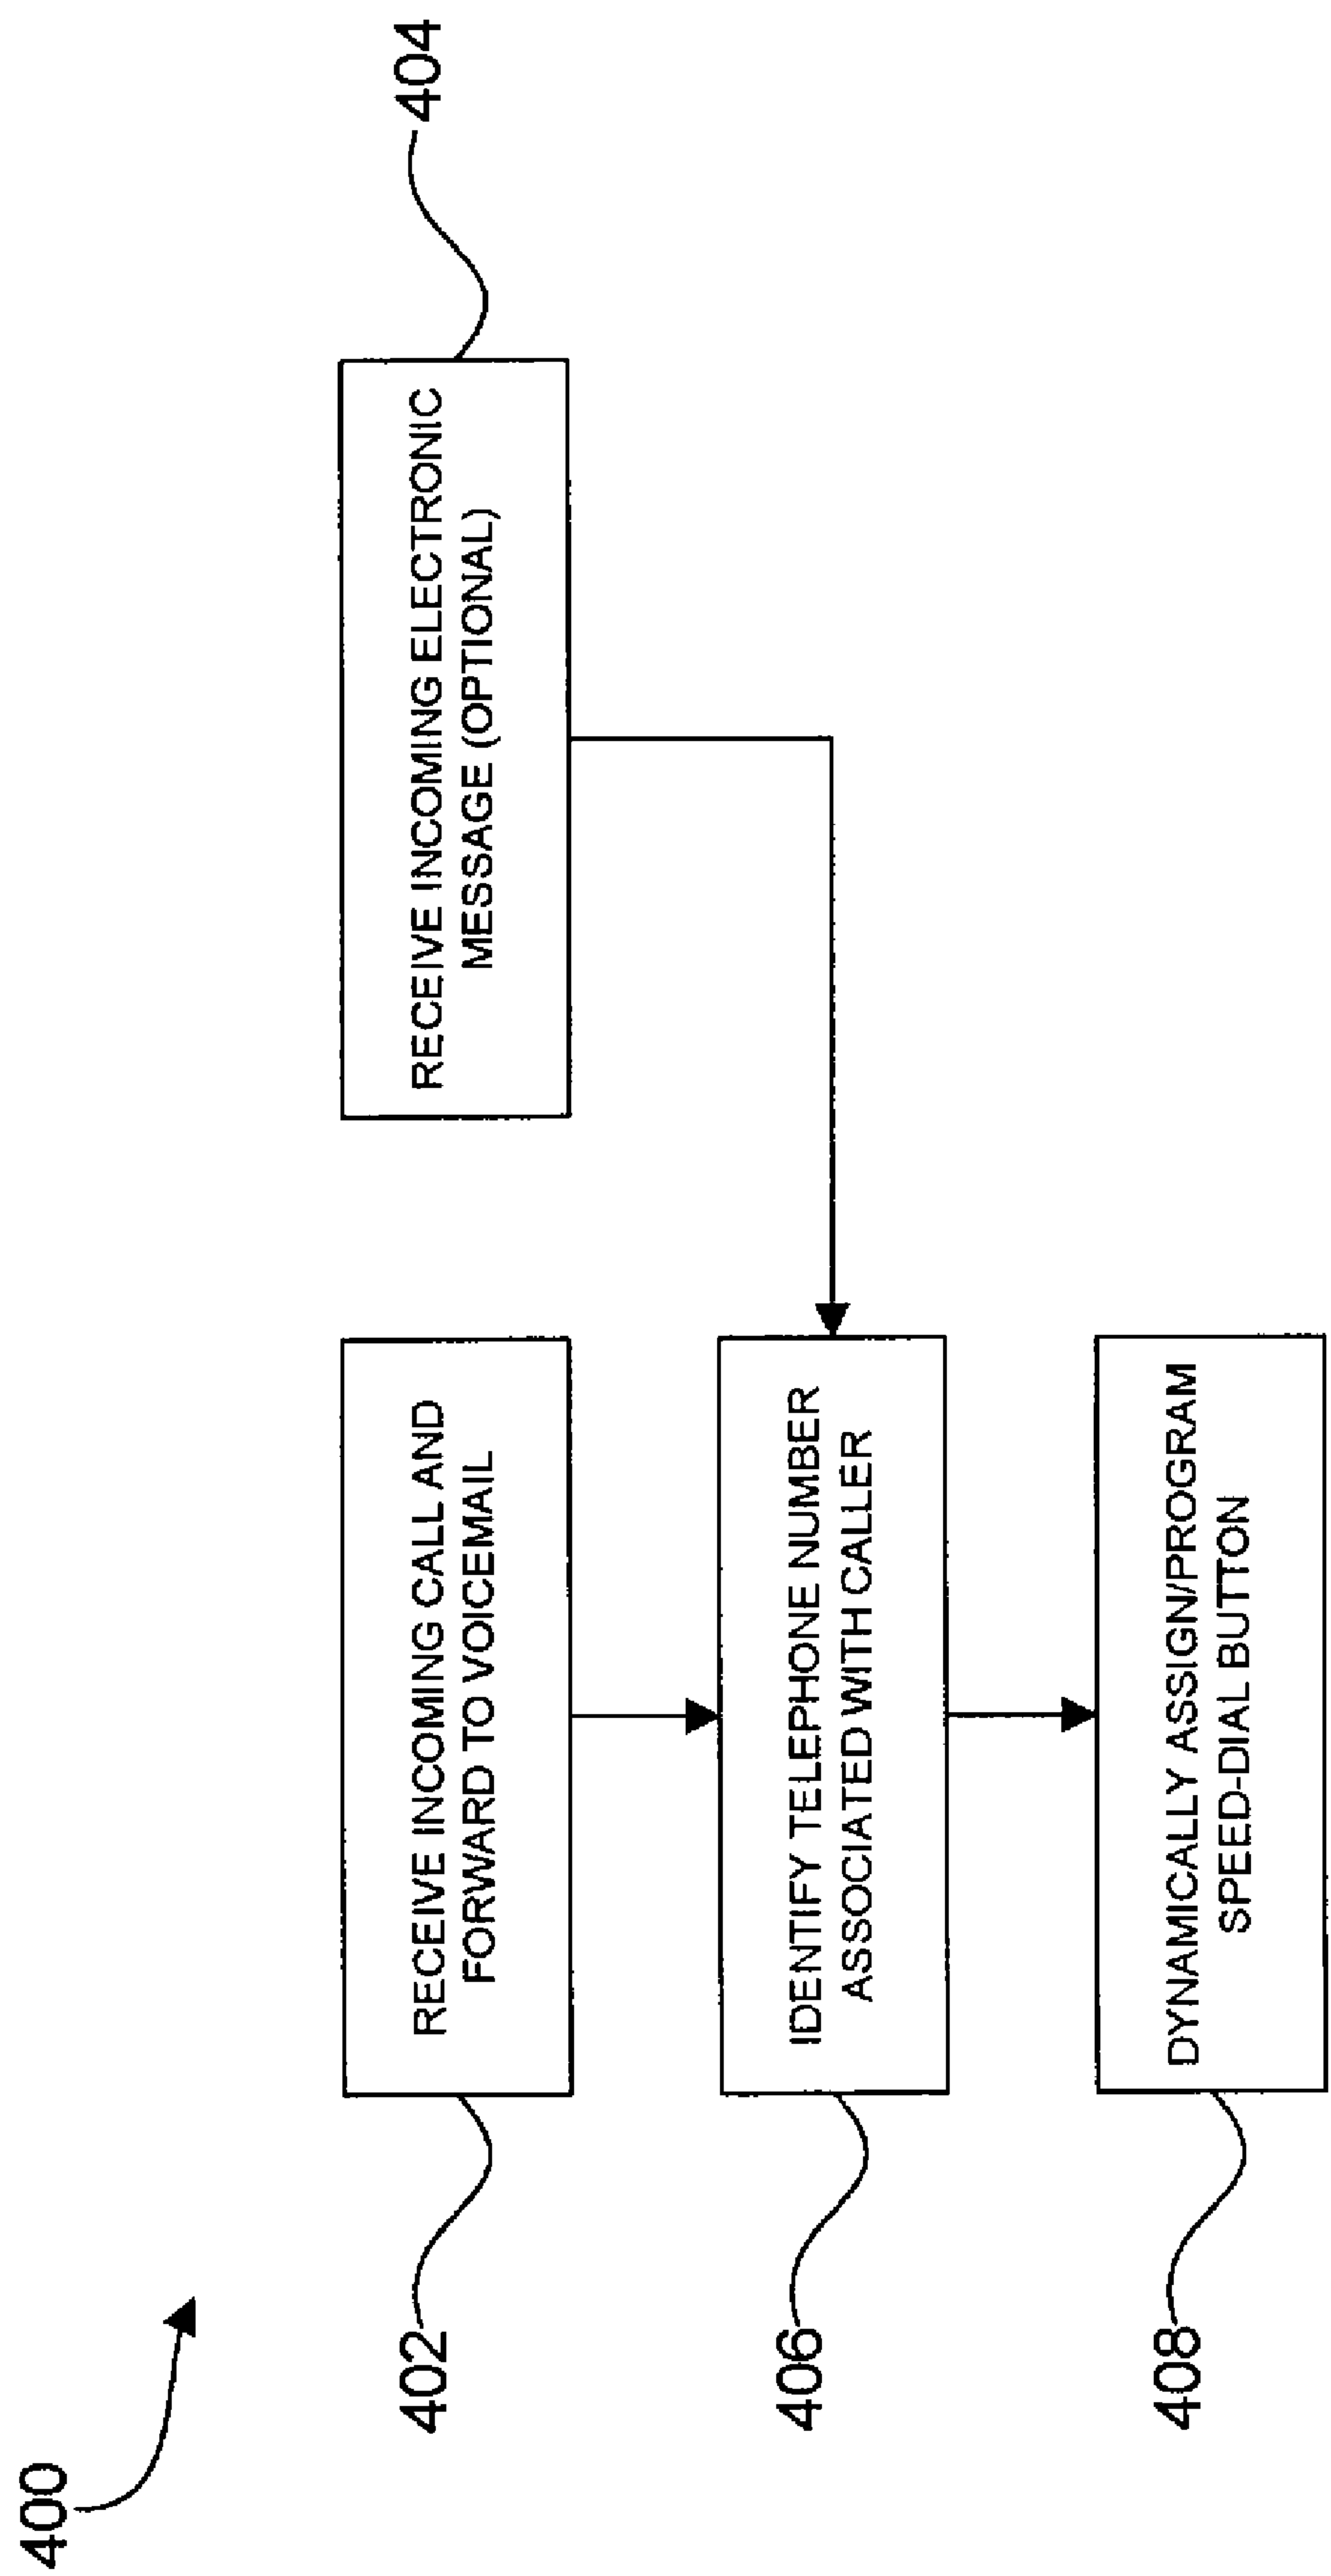 400
402
RECEIVE INCOMING CALL AND
FORWARD TO VOICEMAIL
RECEIVE INCOMING ELECTRONIC
MESSAGE (OPTIONAL)
404
406
IDENTIFY TELEPHONE NUMBER
ASSOCIATED WITH CALLER
408
DYNAMICALLY ASSIGN/PROGRAM
SPEED-DIAL BUTTON